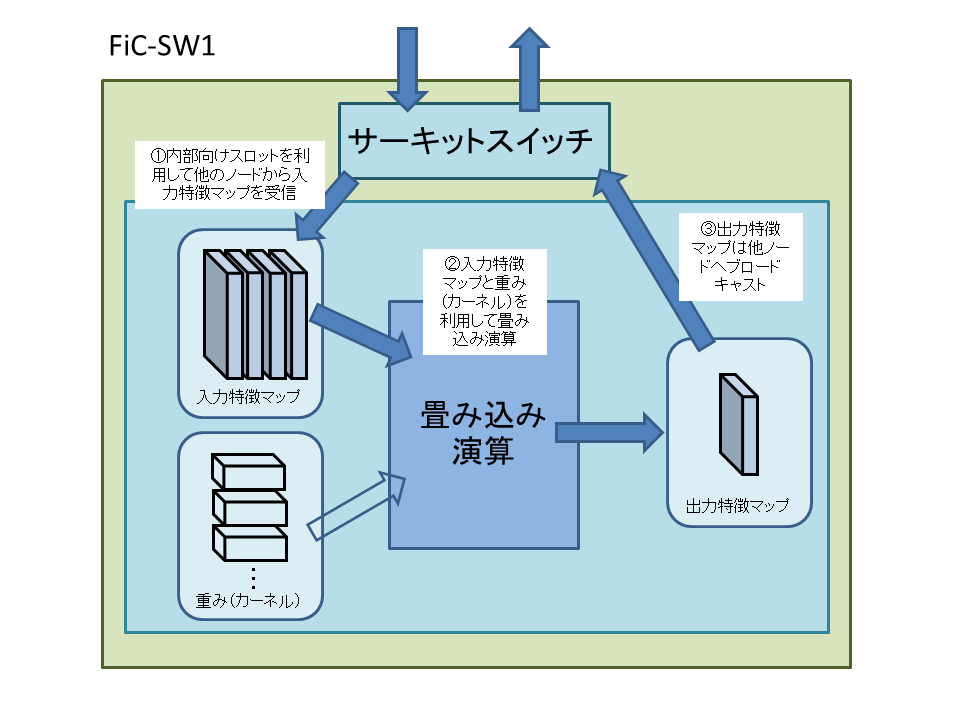 FiC-SW1
サーキットスイッチ
①内部向けスロットを利
用して他のノードから入
力特徴マップを受信
②入力特徴
マップと重み
(カーネル)を
利用して畳み
込み演算
③出力特徴
マップは他ノー
ドへブロード
キャスト
入力特徴マップ
畳み込み
演算
出力特徴マップ
⋮
重み(カーネル)